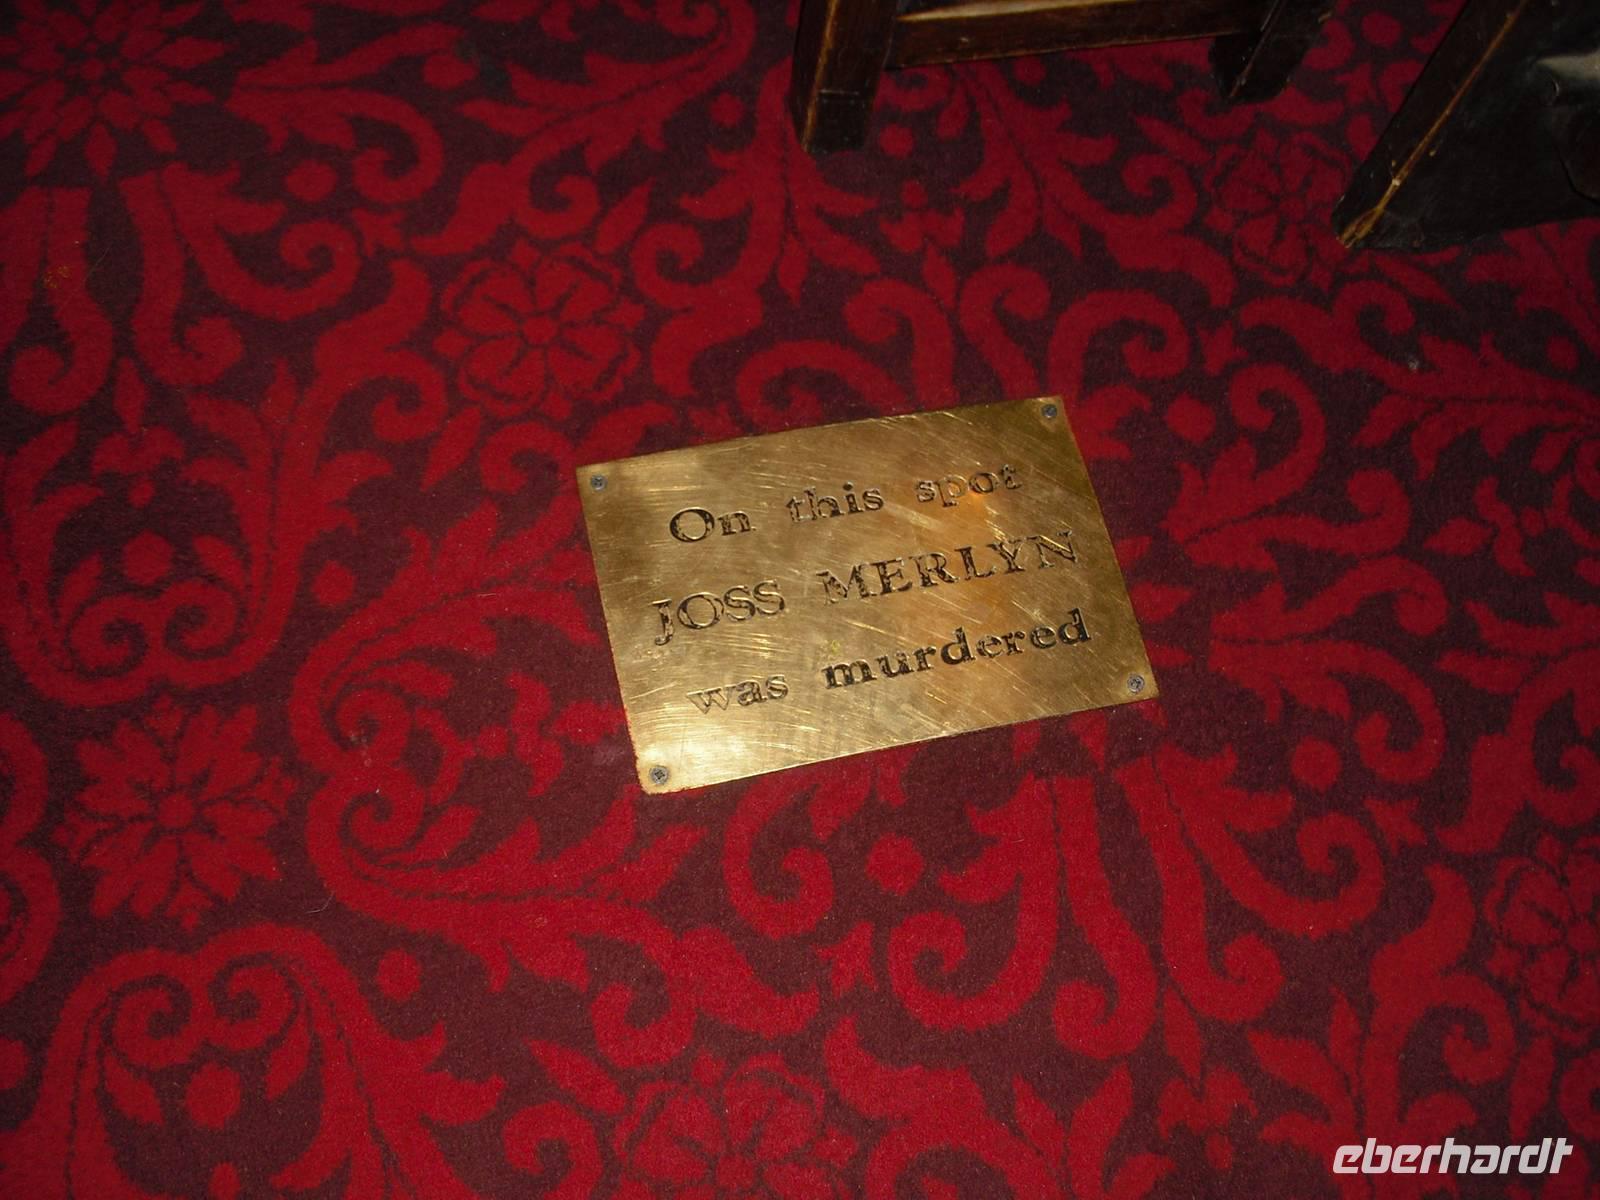 On this spot
JOSS MERLYN
was murdered
eberhardt